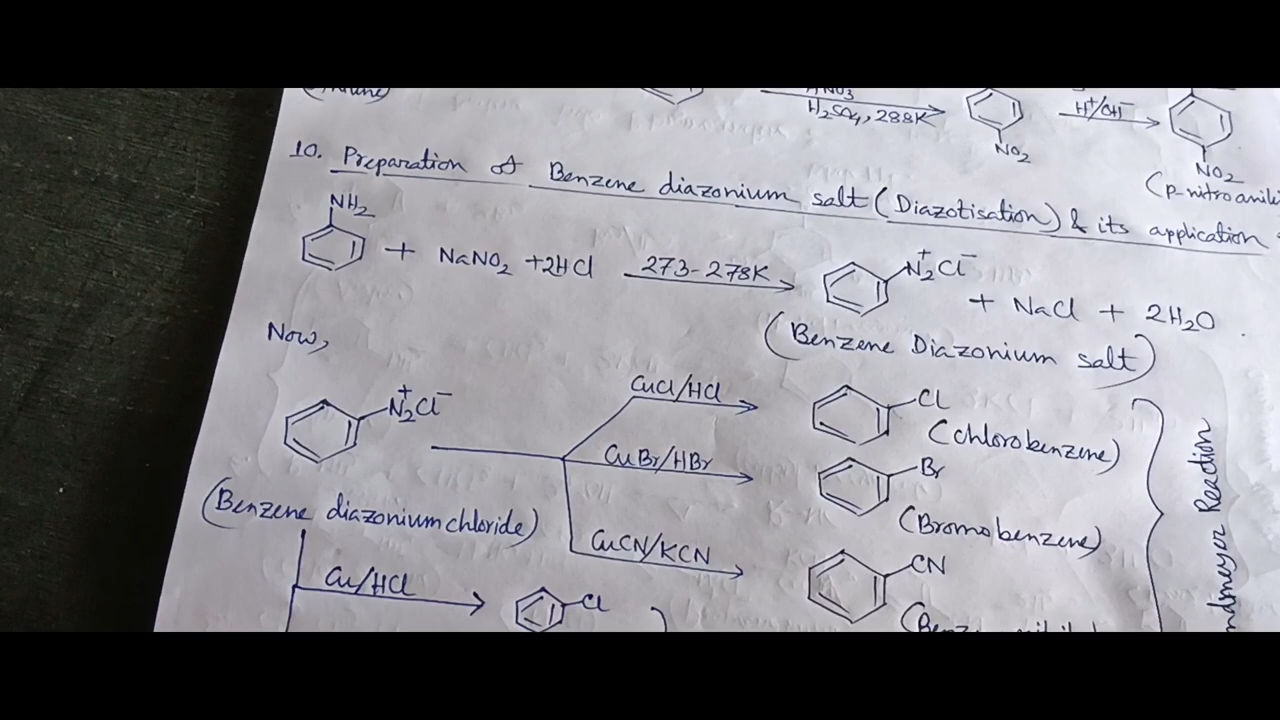 H₂SO₄, 288K
H⁺/OH⁻
NO₂
NO₂
(p-nitroanile
10. Preparation of Benzene diazonium salt (Diazotisation) & its application
NH₂
+ NaNO₂ + 2HCl 273-278K N₂⁺Cl⁻ + NaCl + 2H₂O
(Benzene Diazonium salt)
Now,
N₂⁺Cl⁻
(Benzene diazonium chloride)
CuCl/HCl Cl
(chlorobenzene)
CuBr/HBr Br
(Bromobenzene)
CuCN/KCN CN
Cu/HCl Cl
Reaction